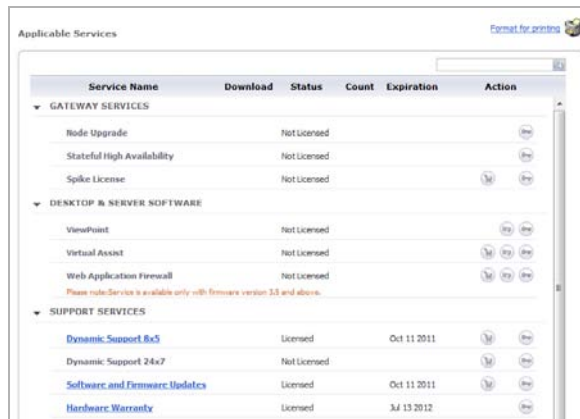 Applicable Services
Format for printing
Service Name Download Status Count Expiration Action
GATEWAY SERVICES
Node Upgrade Not Licensed
Stateful High Availability Not Licensed
Spike License Not Licensed
DESKTOP & SERVER SOFTWARE
ViewPoint Not Licensed
Virtual Assist Not Licensed
Web Application Firewall Not Licensed
Please note:Service is available only with firmware version 3.5 and above.
SUPPORT SERVICES
Dynamic Support 8x5 Licensed Oct 11 2011
Dynamic Support 24x7 Not Licensed
Software and Firmware Updates Licensed Oct 11 2011
Hardware Warranty Licensed Jul 13 2012